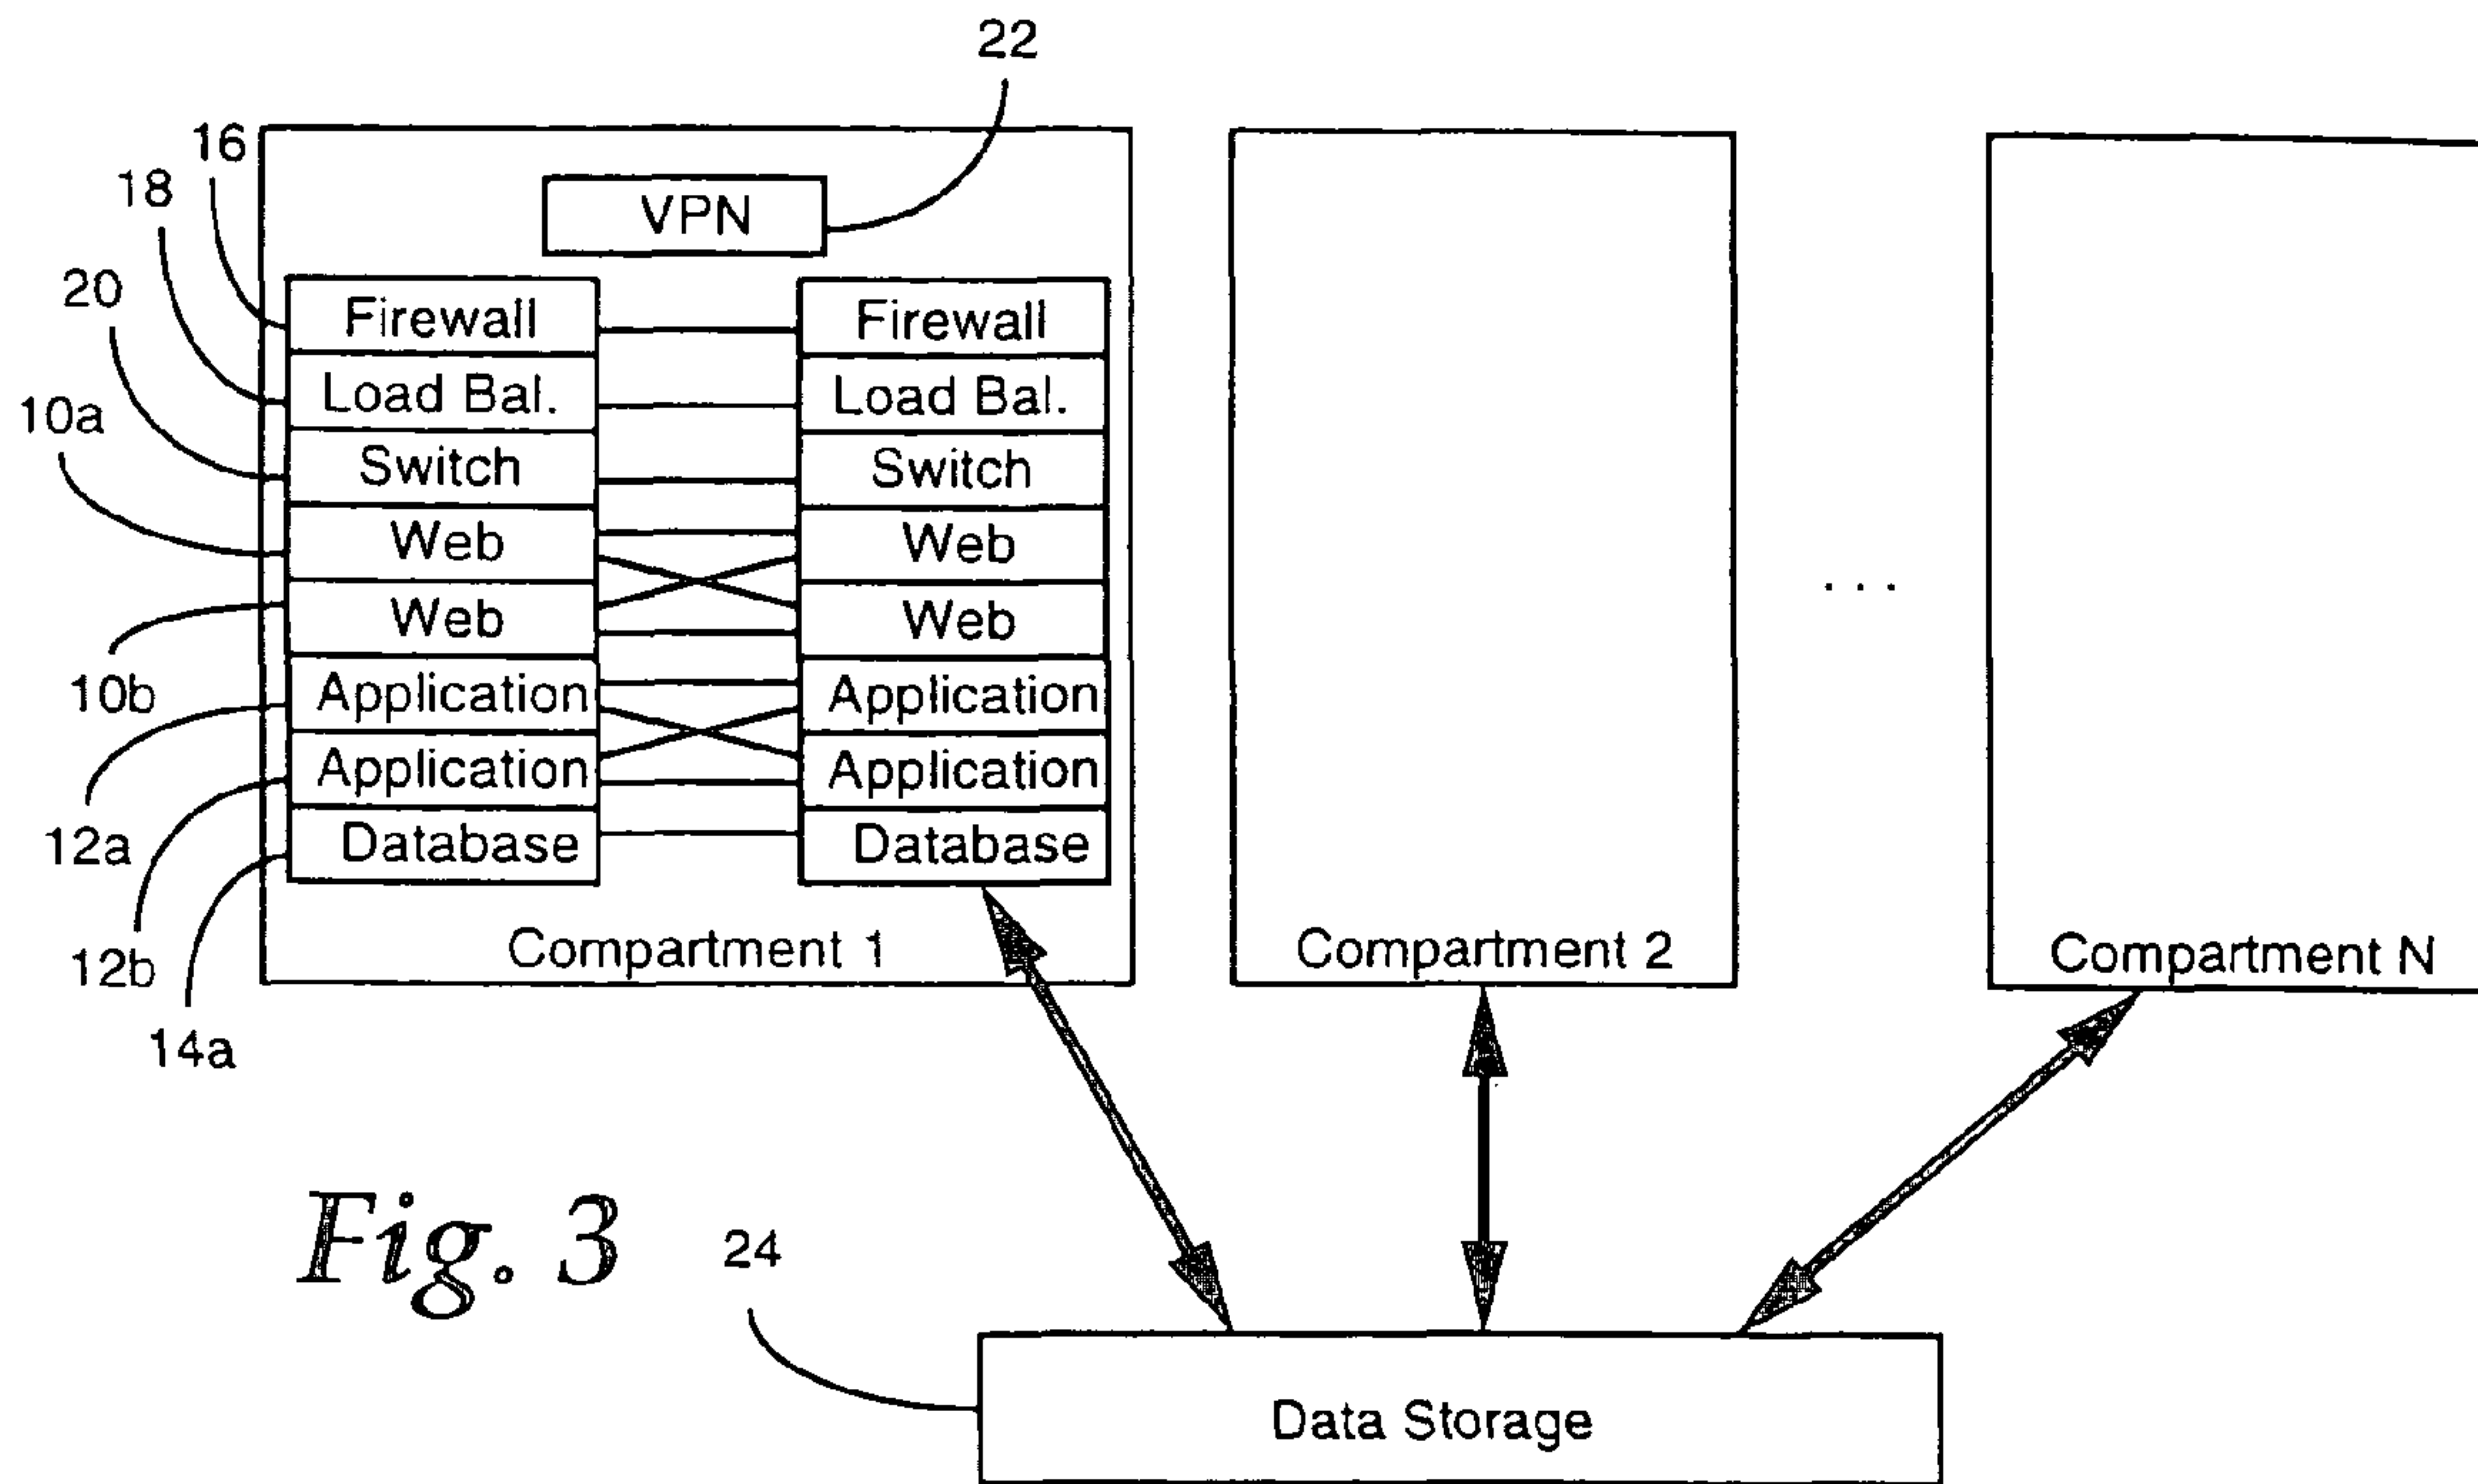 22
16
18
VPN
20
Firewall Firewall
10a
Load Bal. Load Bal.
Switch Switch
Web Web
. . .
Web Web
10b
Application Application
12a
Application Application
Database Database
12b
Compartment 1 Compartment 2 Compartment N
14a
Fig. 3
24
Data Storage